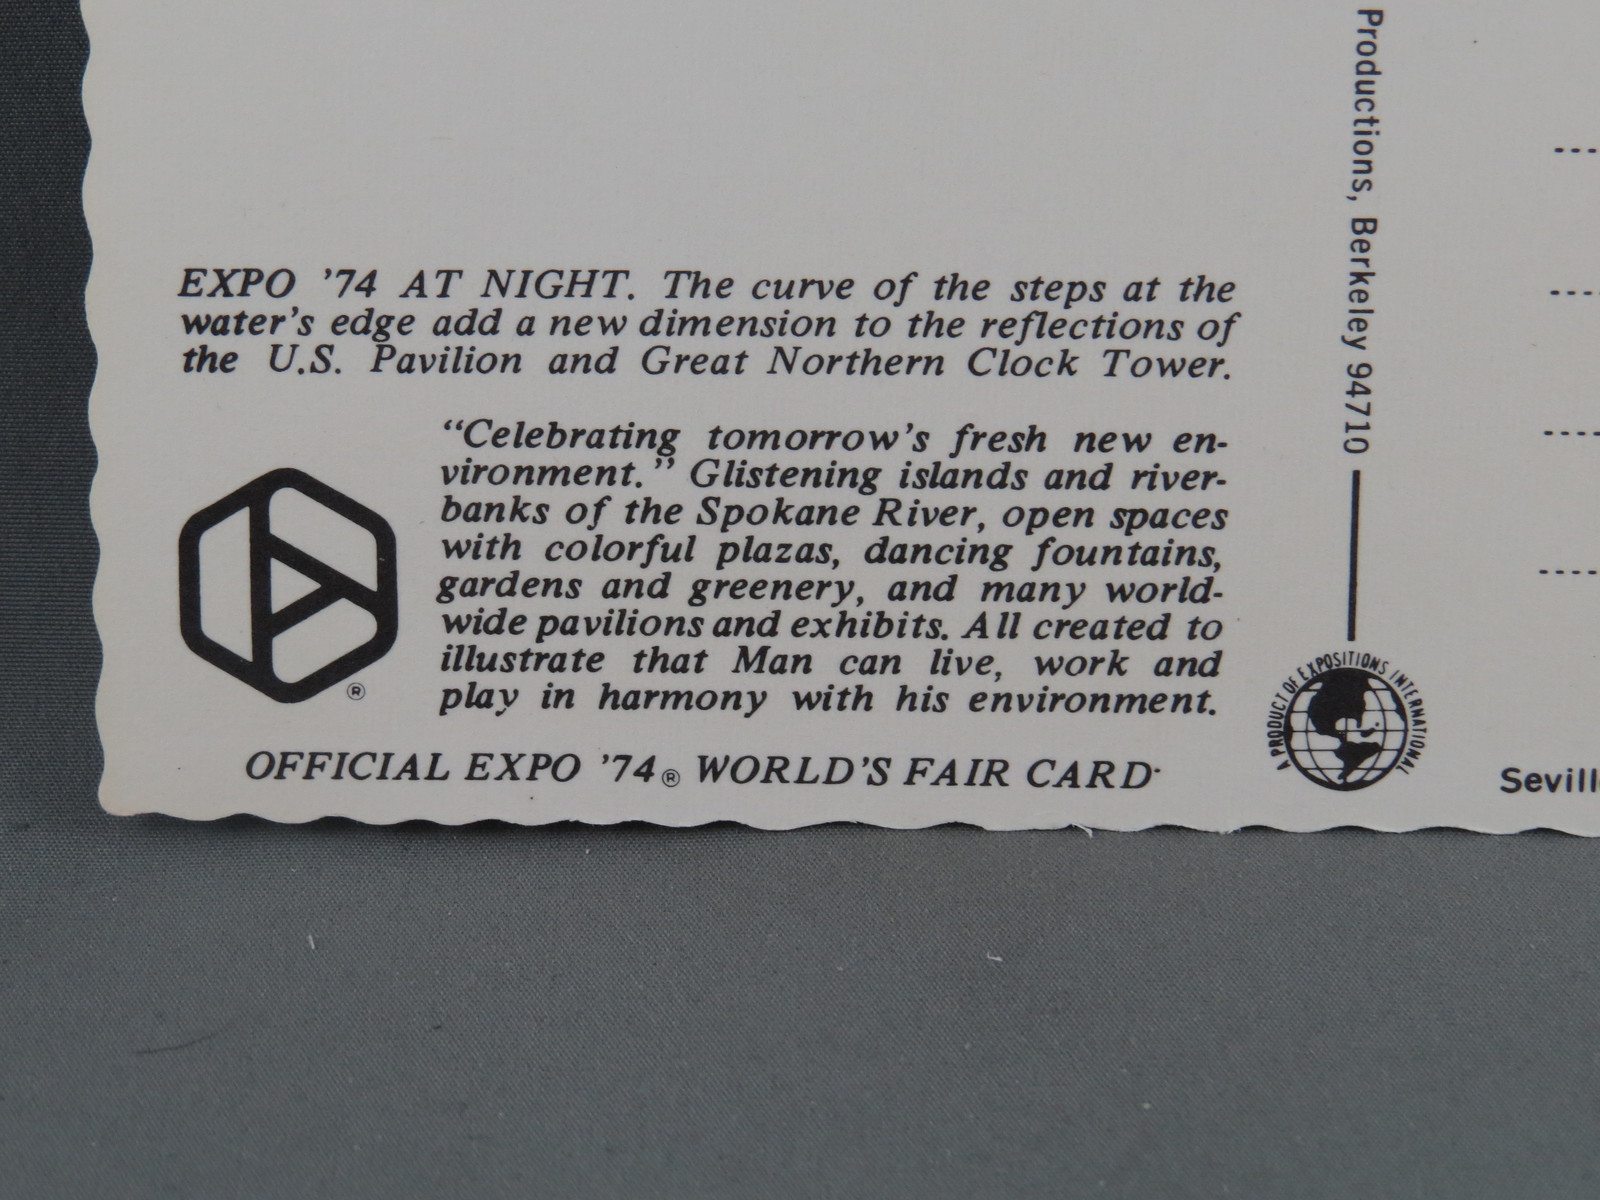 EXPO '74 AT NIGHT. The curve of the steps at the
water's edge add a new dimension to the reflections of
the U.S. Pavilion and Great Northern Clock Tower.
"Celebrating tomorrow's fresh new en-
vironment." Glistening islands and river-
banks of the Spokane River, open spaces
with colorful plazas, dancing fountains,
gardens and greenery, and many world-
wide pavilions and exhibits. All created to
illustrate that Man can live, work and
play in harmony with his environment.
®
OFFICIAL EXPO '74® WORLD'S FAIR CARD
Productions, Berkeley 94710
A PRODUCT OF EXPOSITIONS INTERNATIONAL
Sevill